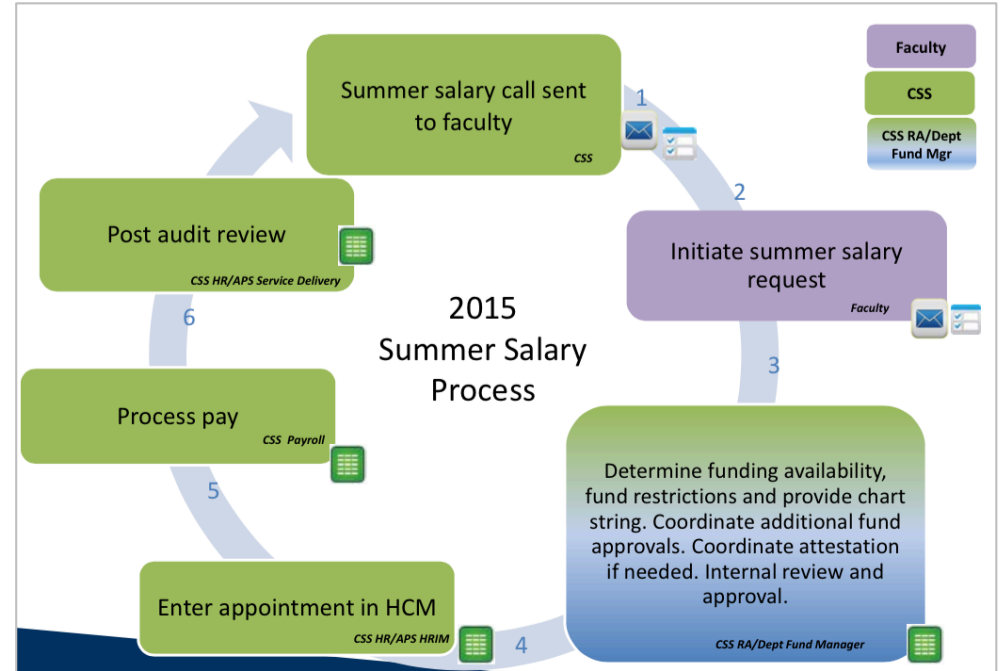 Summer salary call sent
to faculty
CSS
1
Faculty
CSS
CSS RA/Dept
Fund Mgr
2
Initiate summer salary
request
Faculty
3
Determine funding availability,
fund restrictions and provide chart
string. Coordinate additional fund
approvals. Coordinate attestation
if needed. Internal review and
approval.
CSS RA/Dept Fund Manager
4
Enter appointment in HCM
CSS HR/APS HRIM
5
Process pay
CSS  Payroll
6
Post audit review
CSS HR/APS Service Delivery
2015
Summer Salary
Process